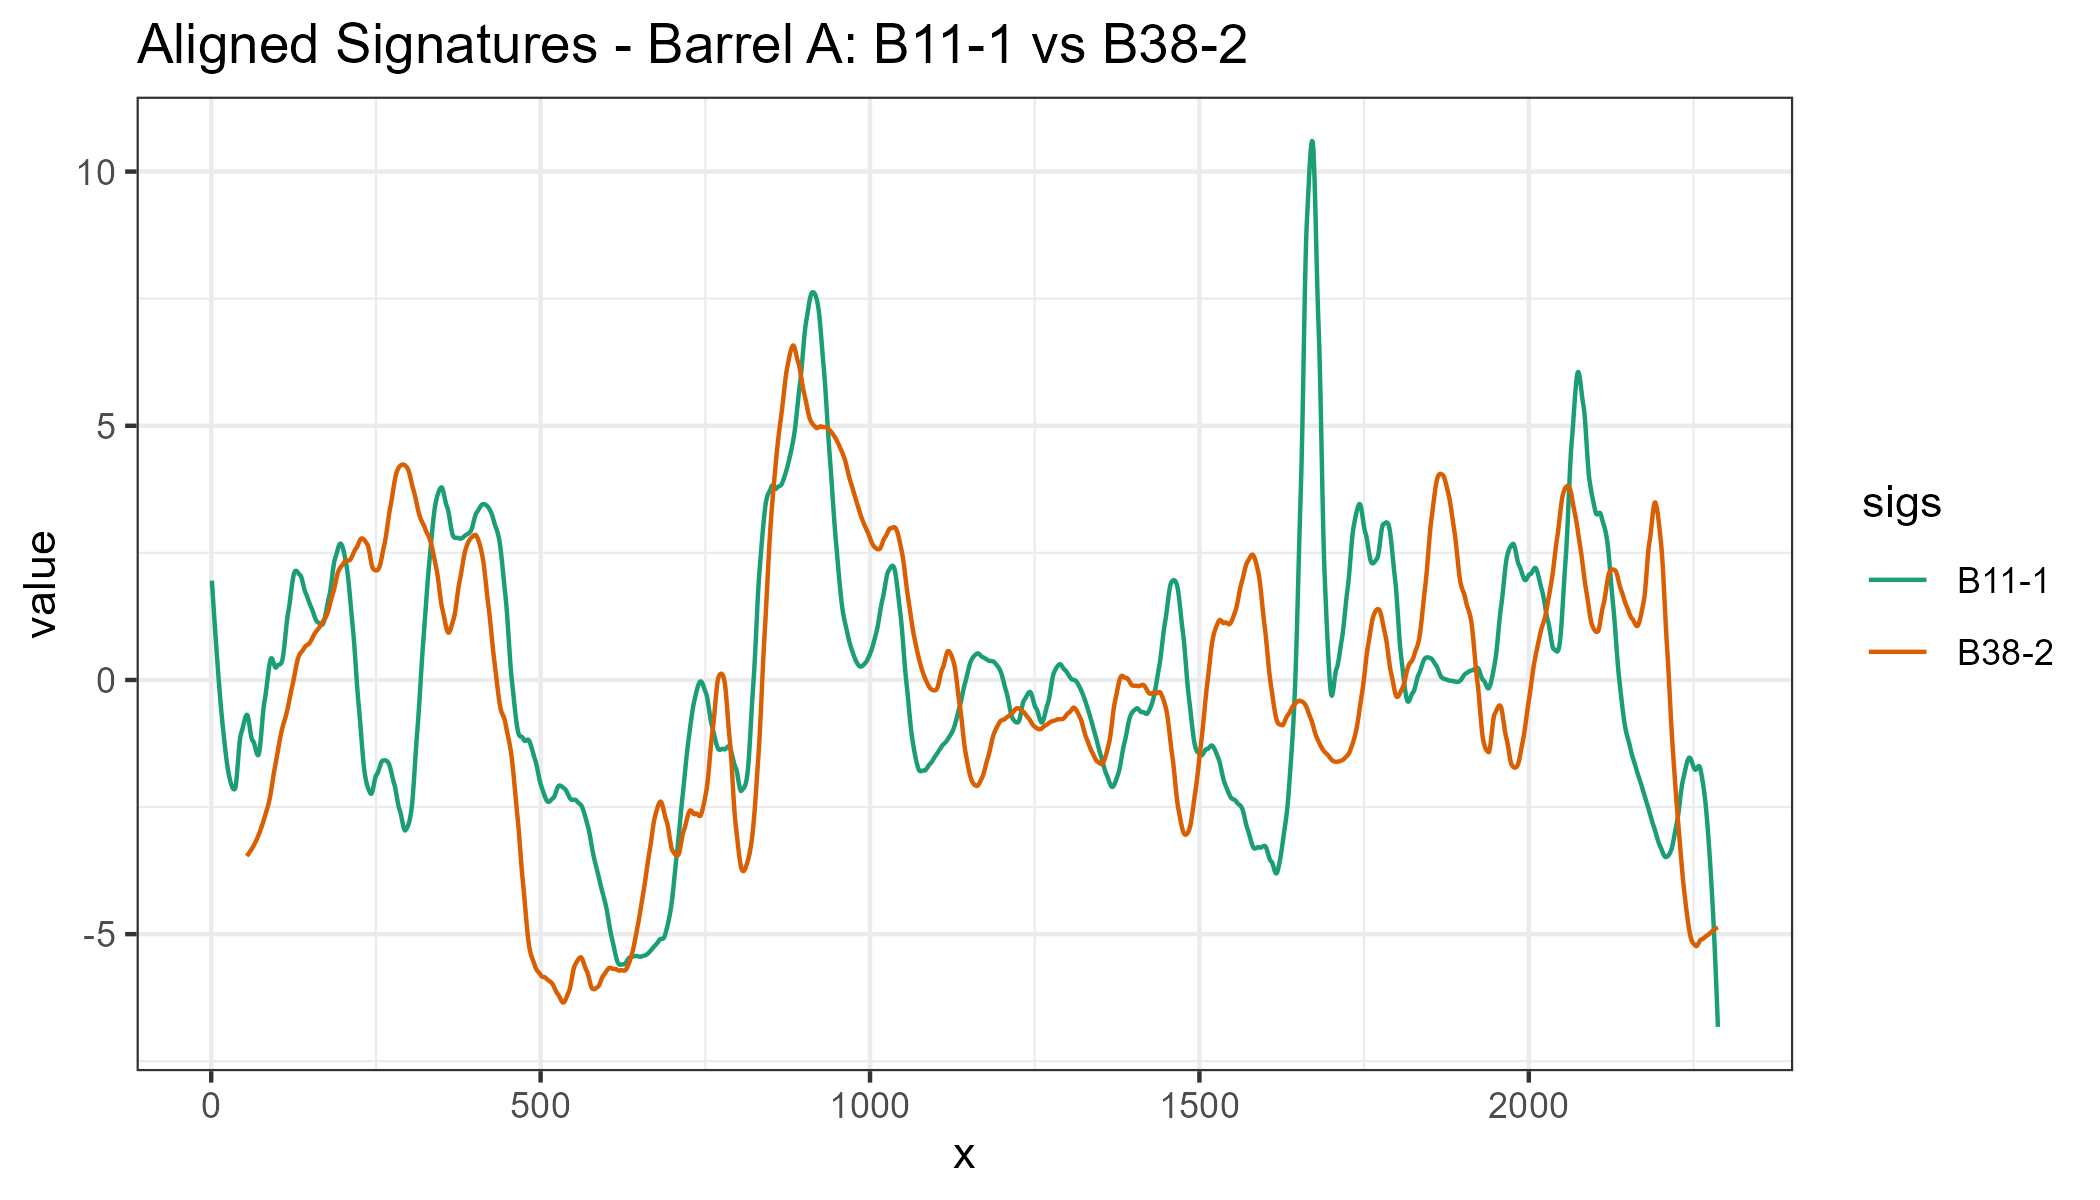 Aligned Signatures - Barrel A: B11-1 vs B38-2
10
5
0
-5
value
0 500 1000 1500 2000
x
sigs
B11-1
B38-2